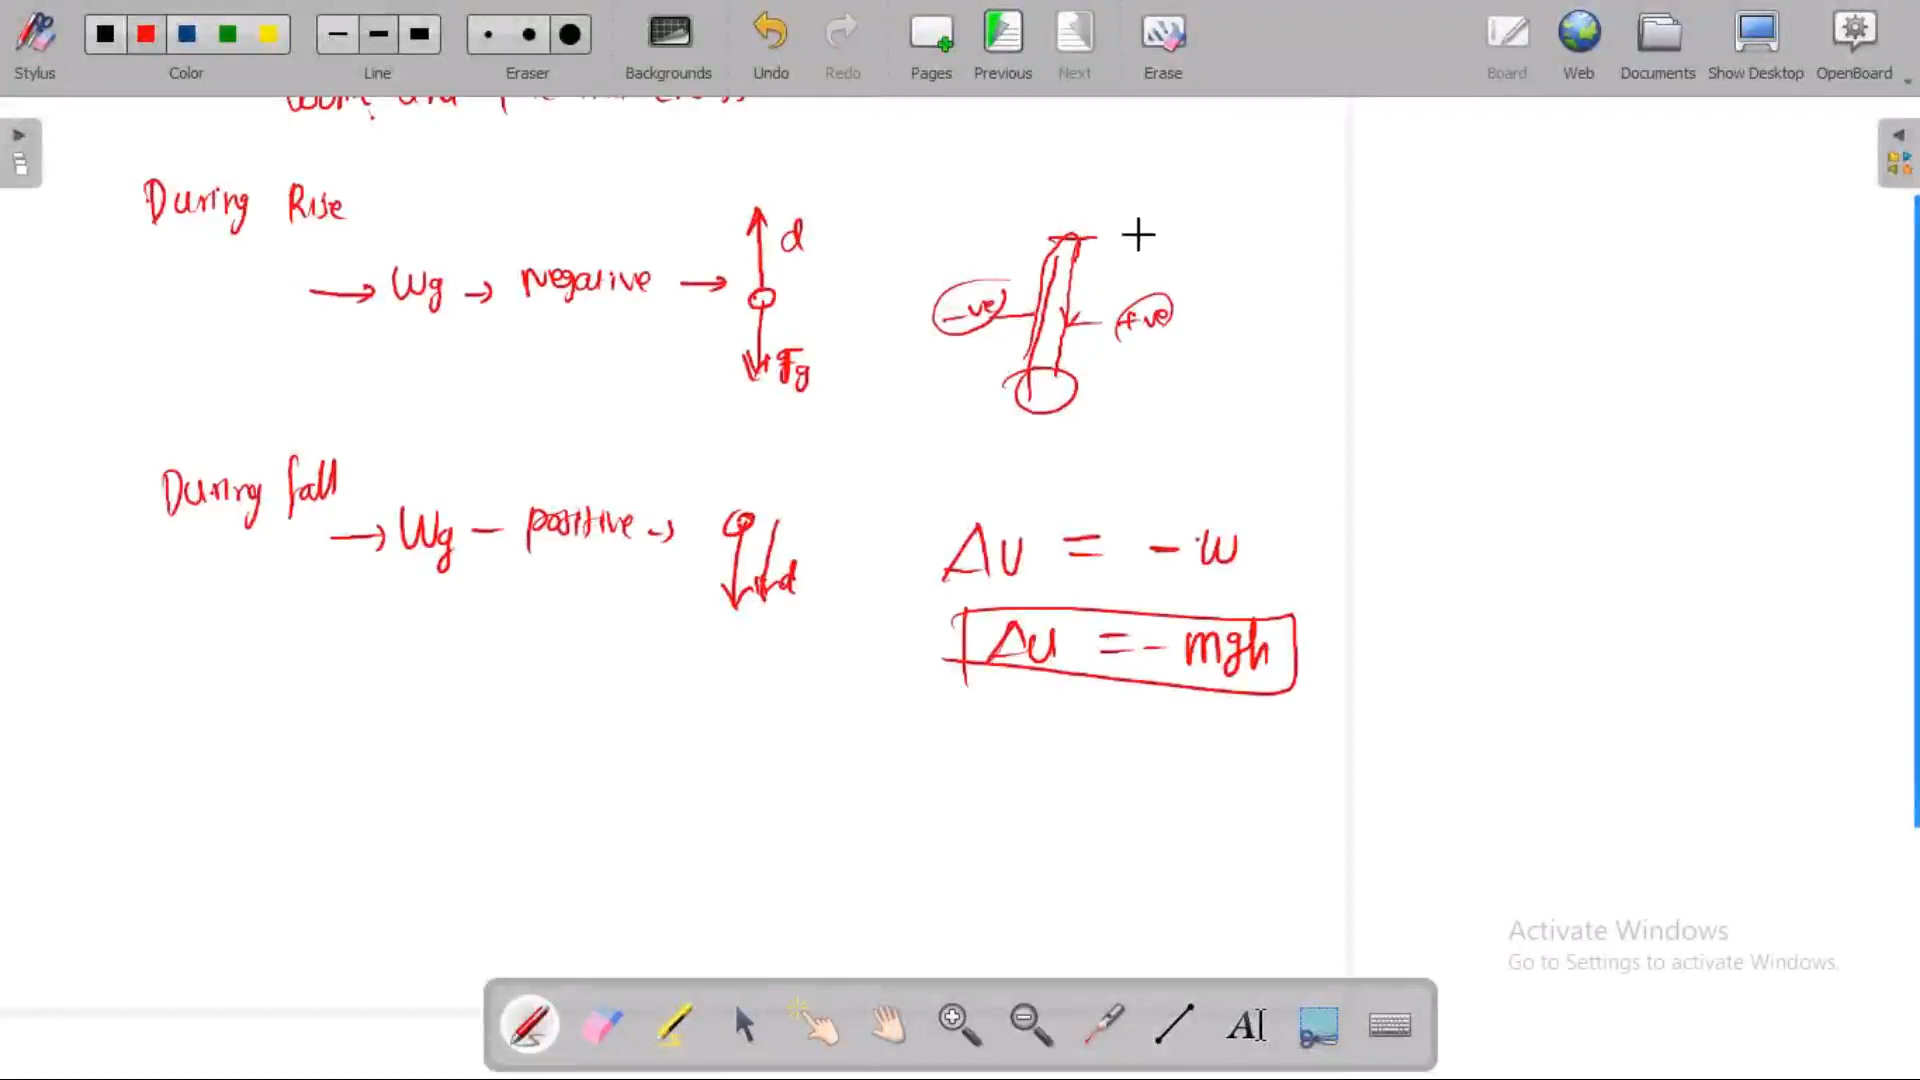 Stylus
Color
Line
Eraser
Backgrounds
Undo
Redo
Pages
Previous
Next
Erase
Board
Web
Documents
Show Desktop
OpenBoard
and
During Rise
→ Wg → negative →
d
Fg
-ve
+ve
During fall
→ Wg - positive →
d
ΔU = - w
ΔU = - mgh
Activate Windows
Go to Settings to activate Windows.